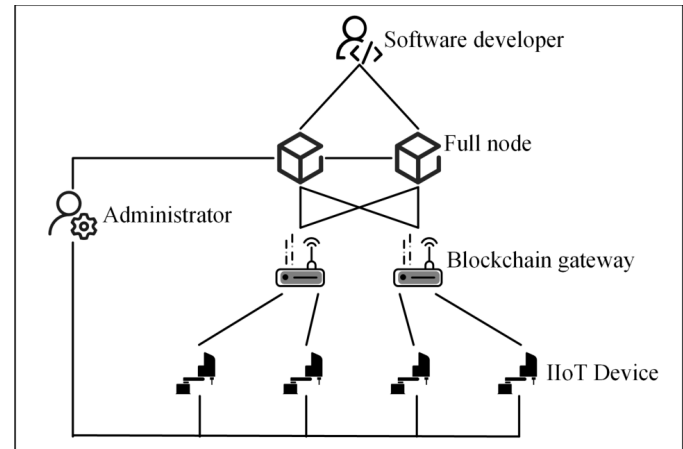 Software developer
Full node
Administrator
Blockchain gateway
IIoT Device